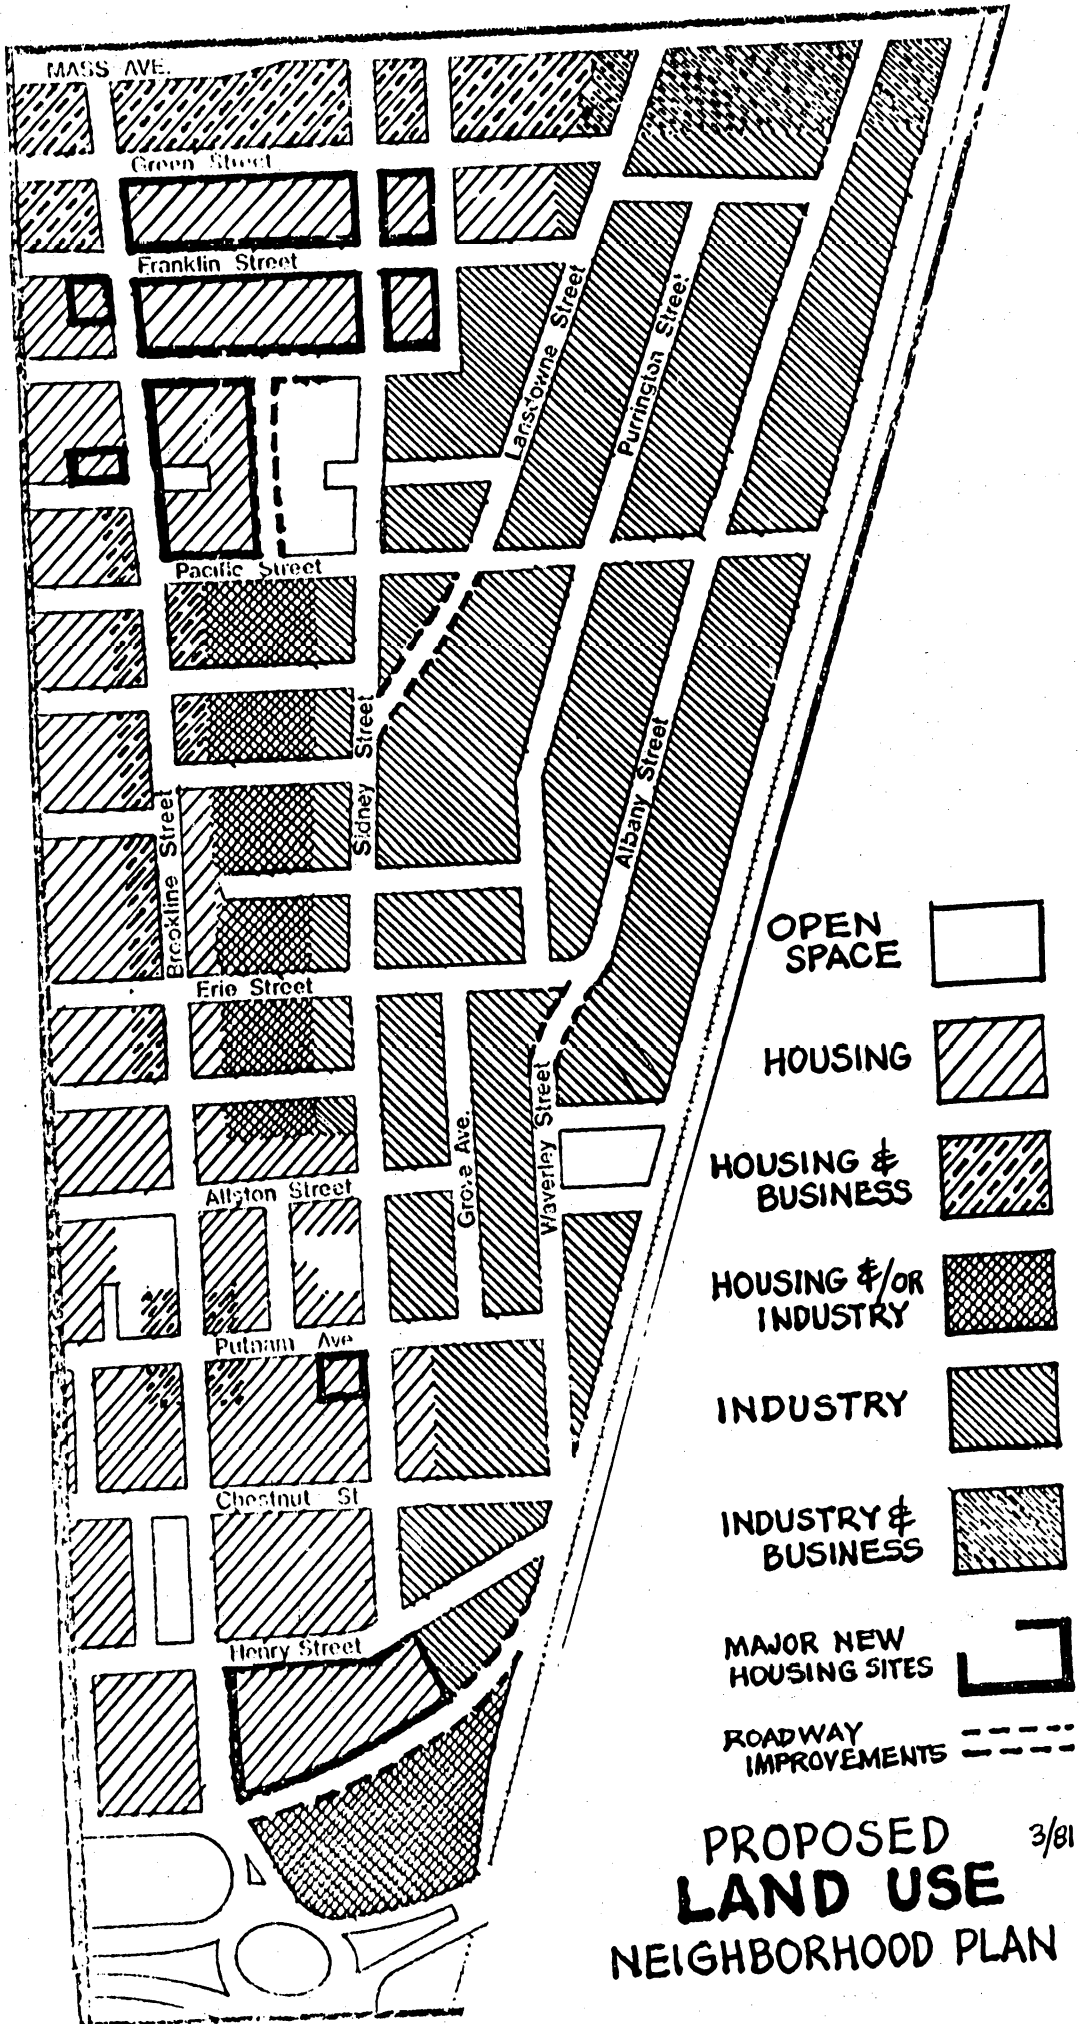 MASS AVE.
Green Street
Franklin Street
Lansdowne Street
Purrington Street
Pacific Street
Sidney Street
Albany Street
Brookline Street
Erie Street
Grove Ave.
Waverley Street
Allston Street
Putnam Ave
Chestnut St
Henry Street
OPEN
SPACE
HOUSING
HOUSING &
BUSINESS
HOUSING &/OR
INDUSTRY
INDUSTRY
INDUSTRY &
BUSINESS
MAJOR NEW
HOUSING SITES
ROADWAY
IMPROVEMENTS
PROPOSED 3/81
LAND USE
NEIGHBORHOOD PLAN